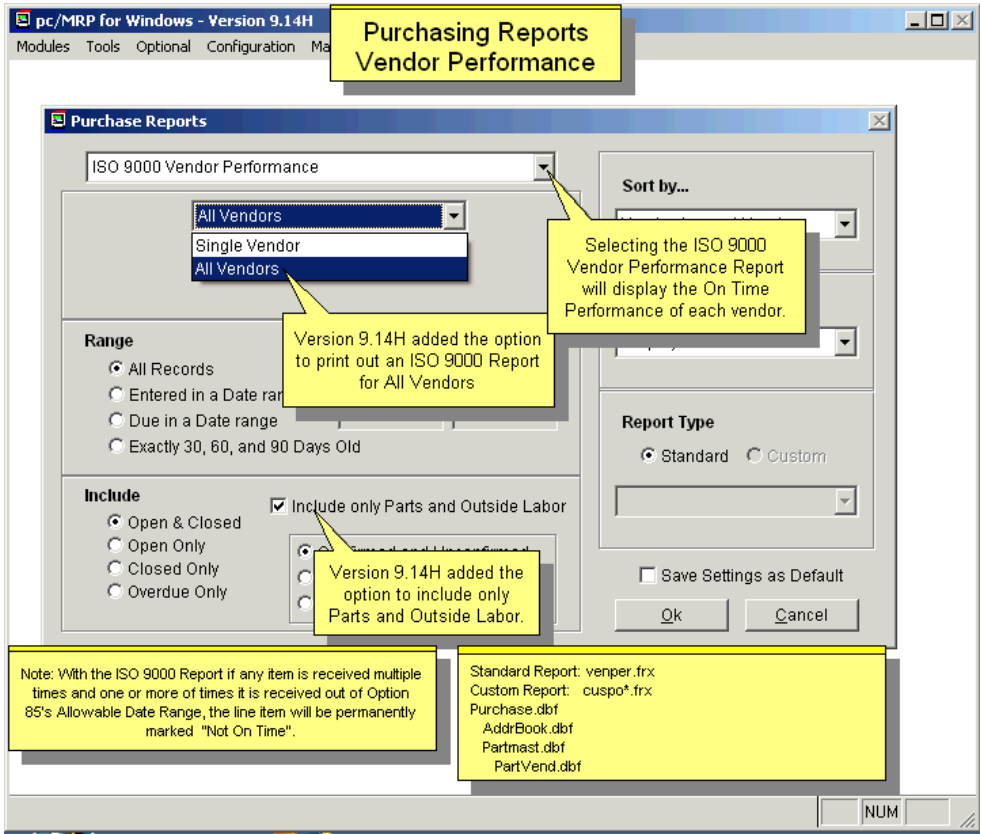 pc/MRP for Windows - Version 9.14H
Purchasing Reports
Vendor Performance
Modules Tools Optional Configuration Ma
Purchase Reports
ISO 9000 Vendor Performance
All Vendors
Single Vendor
All Vendors
Sort by...
Selecting the ISO 9000
Vendor Performance Report
will display the On Time
Performance of each vendor.
Version 9.14H added the option
to print out an ISO 9000 Report
for All Vendors
Range
All Records
Entered in a Date ran
Due in a Date range
Exactly 30, 60, and 90 Days Old
Report Type
Standard Custom
Include
Include only Parts and Outside Labor
Open & Closed
Open Only
Closed Only
Overdue Only
Version 9.14H added the
option to include only
Parts and Outside Labor.
Save Settings as Default
Ok Cancel
Note: With the ISO 9000 Report if any item is received multiple
times and one or more of times it is received out of Option
85's Allowable Date Range, the line item will be permanently
marked "Not On Time".
Standard Report: venper.frx
Custom Report: cuspo*.frx
Purchase.dbf
AddrBook.dbf
Partmast.dbf
PartVend.dbf
NUM